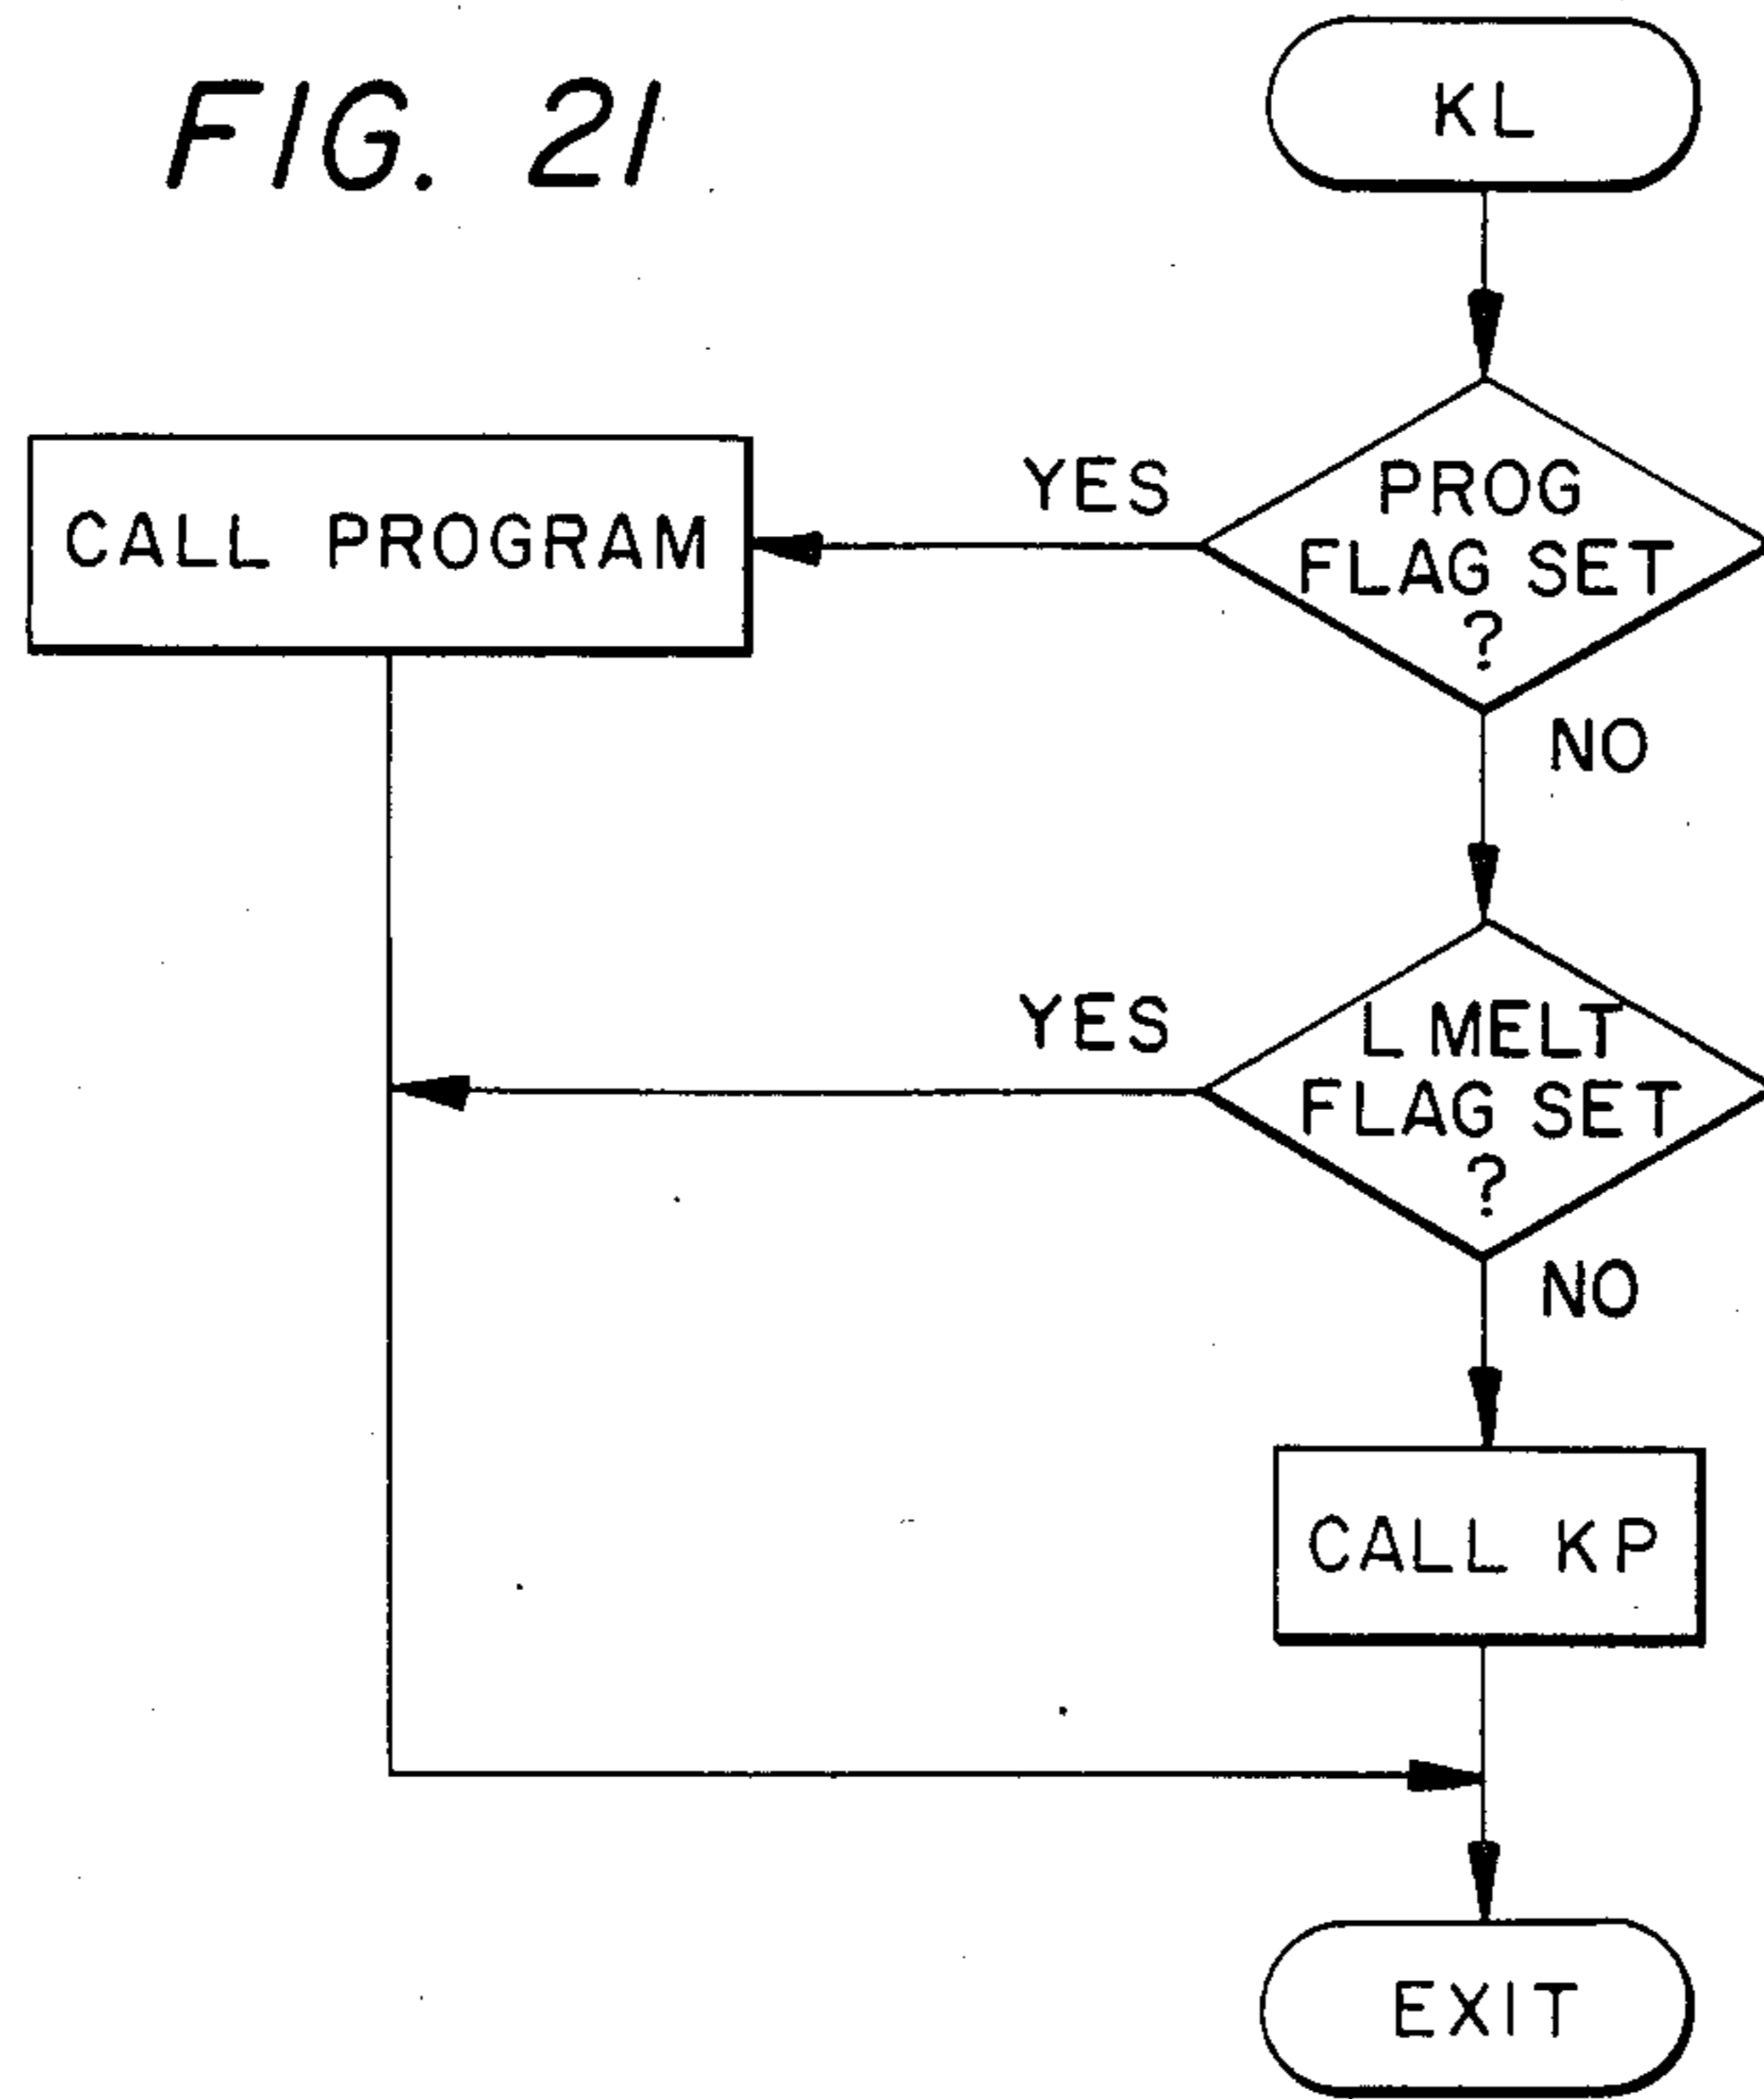 FIG. 21
KL
YES
PROG
FLAG SET
?
CALL PROGRAM
NO
YES
L MELT
FLAG SET
?
NO
CALL KP
EXIT